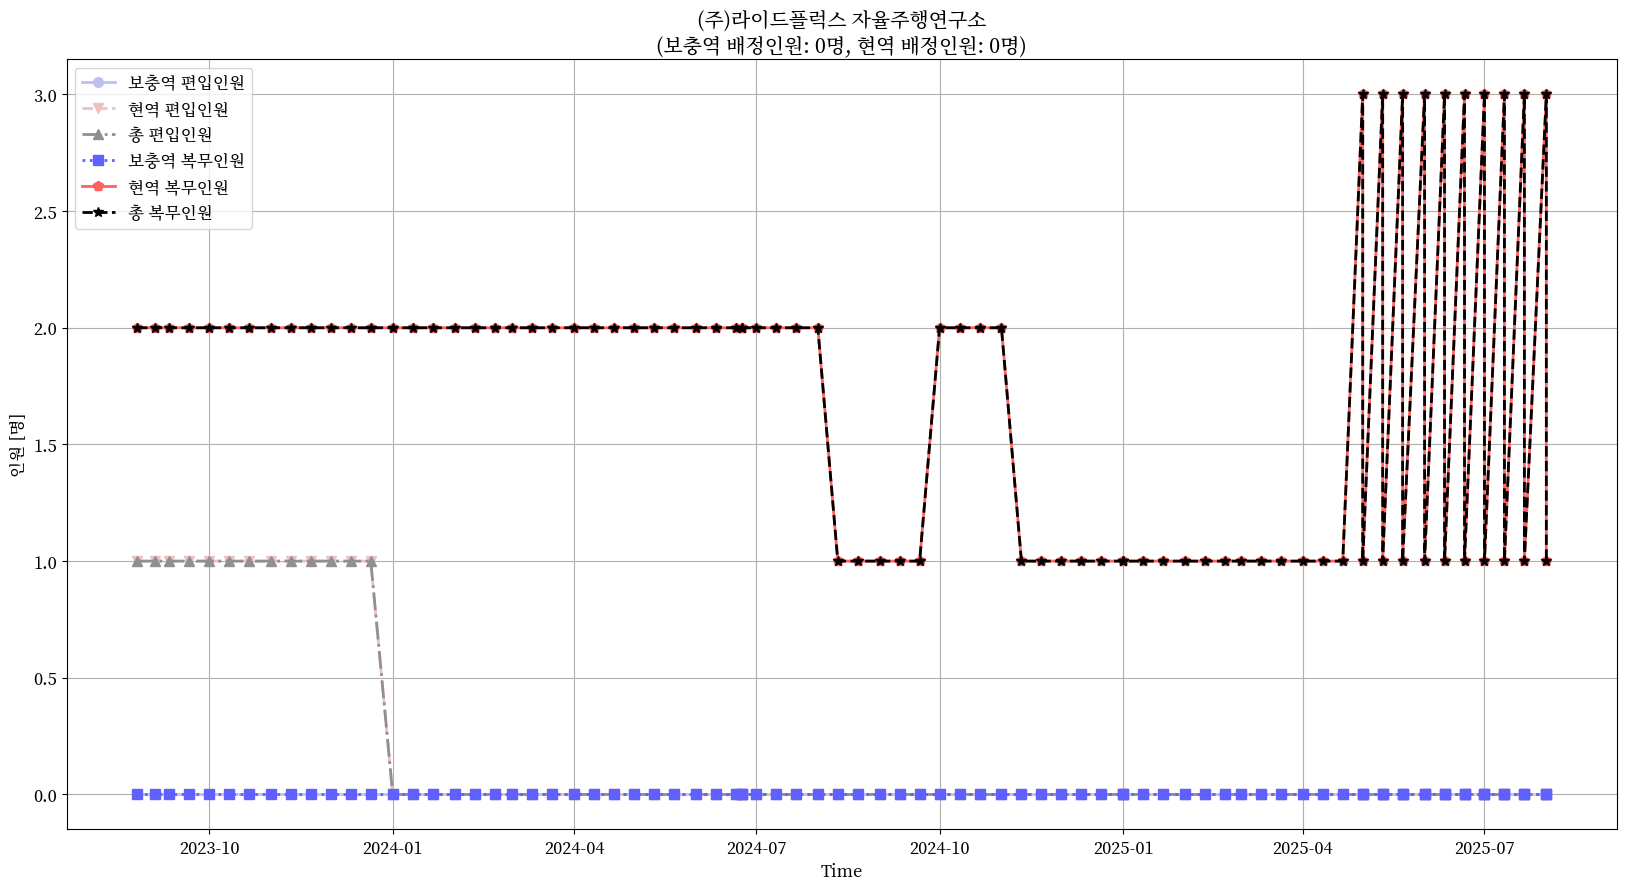 (주)라이드플럭스 자율주행연구소
(보충역 배정인원: 0명, 현역 배정인원: 0명)
보충역 편입인원
현역 편입인원
총 편입인원
보충역 복무인원
현역 복무인원
총 복무인원
3.0
2.5
2.0
1.5
1.0
0.5
0.0
인원 [명]
2023-10 2024-01 2024-04 2024-07 2024-10 2025-01 2025-04 2025-07
Time